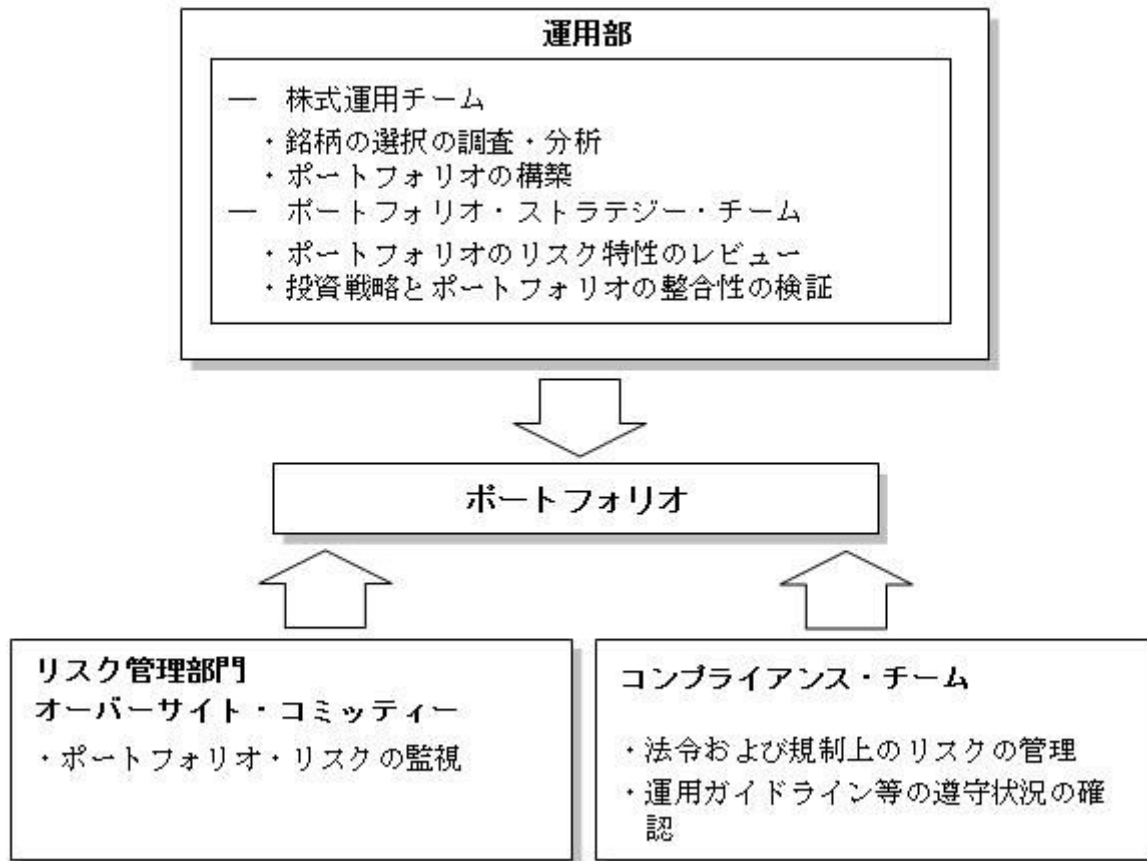 運用部
― 株式運用チーム
・銘柄の選択の調査・分析
・ポートフォリオの構築
― ポートフォリオ・ストラテジー・チーム
・ポートフォリオのリスク特性のレビュー
・投資戦略とポートフォリオの整合性の検証
ポートフォリオ
リスク管理部門
オーバーサイト・コミッティー
・ポートフォリオ・リスクの監視
コンプライアンス・チーム
・法令および規制上のリスクの管理
・運用ガイドライン等の遵守状況の確
認